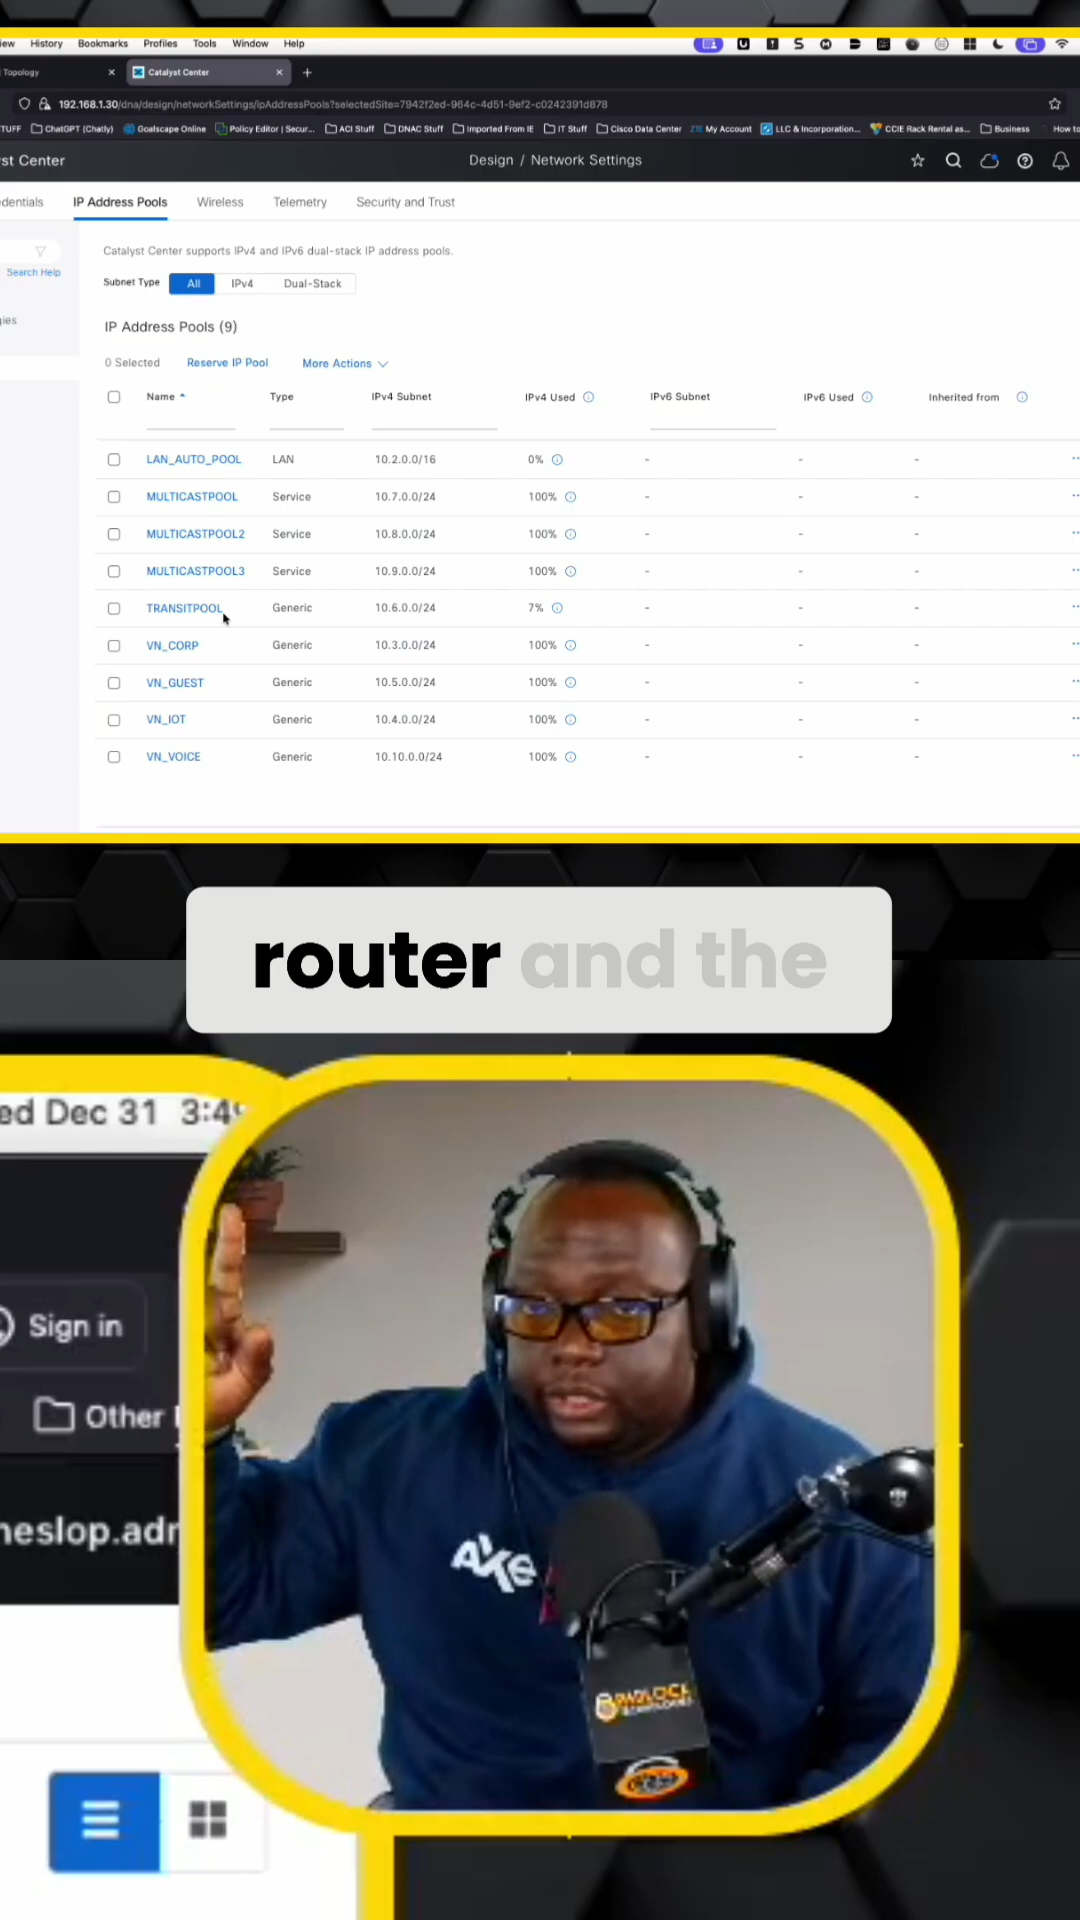 iew History Bookmarks Profiles Tools Window Help
Topology × Catalyst Center × +
192.168.1.30/dna/design/networkSettings/ipAddressPools?selectedSite=7942f2ed-964c-4d51-9ef2-c0242391d878
TUFF ChatGPT (Chatly) Goalscape Online Policy Editor | Secur... ACI Stuff DNAC Stuff Imported From IE IT Stuff Cisco Data Center My Account LLC & Incorporation... CCIE Rack Rental as... Business How to
st Center Design / Network Settings
dentials IP Address Pools Wireless Telemetry Security and Trust
Catalyst Center supports IPv4 and IPv6 dual-stack IP address pools.
Search Help
Subnet Type All IPv4 Dual-Stack
gies
IP Address Pools (9)
0 Selected Reserve IP Pool More Actions
Name Type IPv4 Subnet IPv4 Used IPv6 Subnet IPv6 Used Inherited from
LAN_AUTO_POOL LAN 10.2.0.0/16 0% - - -
MULTICASTPOOL Service 10.7.0.0/24 100% - - -
MULTICASTPOOL2 Service 10.8.0.0/24 100% - - -
MULTICASTPOOL3 Service 10.9.0.0/24 100% - - -
TRANSITPOOL Generic 10.6.0.0/24 7% - - -
VN_CORP Generic 10.3.0.0/24 100% - - -
VN_GUEST Generic 10.5.0.0/24 100% - - -
VN_IOT Generic 10.4.0.0/24 100% - - -
VN_VOICE Generic 10.10.0.0/24 100% - - -
router and the
ed Dec 31 3:4
Sign in
Other
neslop.adr